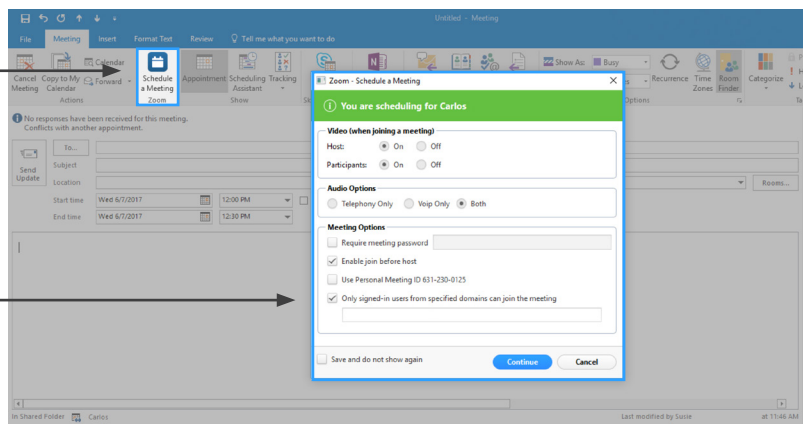 Untitled - Meeting
File Meeting Insert Format Text Review Tell me what you want to do
Cancel Meeting
Copy to My Calendar
Calendar
Forward
Actions
Schedule a Meeting
Zoom
Appointment
Scheduling Assistant
Tracking
Show
Show As: Busy
Recurrence
Time Zones
Room Finder
Options
Categorize
No responses have been received for this meeting.
Conflicts with another appointment.
Send Update
To...
Subject
Location
Rooms...
Start time Wed 6/7/2017 12:00 PM
End time Wed 6/7/2017 12:30 PM
Zoom - Schedule a Meeting
You are scheduling for Carlos
Video (when joining a meeting)
Host: On Off
Participants: On Off
Audio Options
Telephony Only Voip Only Both
Meeting Options
Require meeting password
Enable join before host
Use Personal Meeting ID 631-230-0125
Only signed-in users from specified domains can join the meeting
Save and do not show again Continue Cancel
In Shared Folder Carlos Last modified by Susie at 11:46 AM